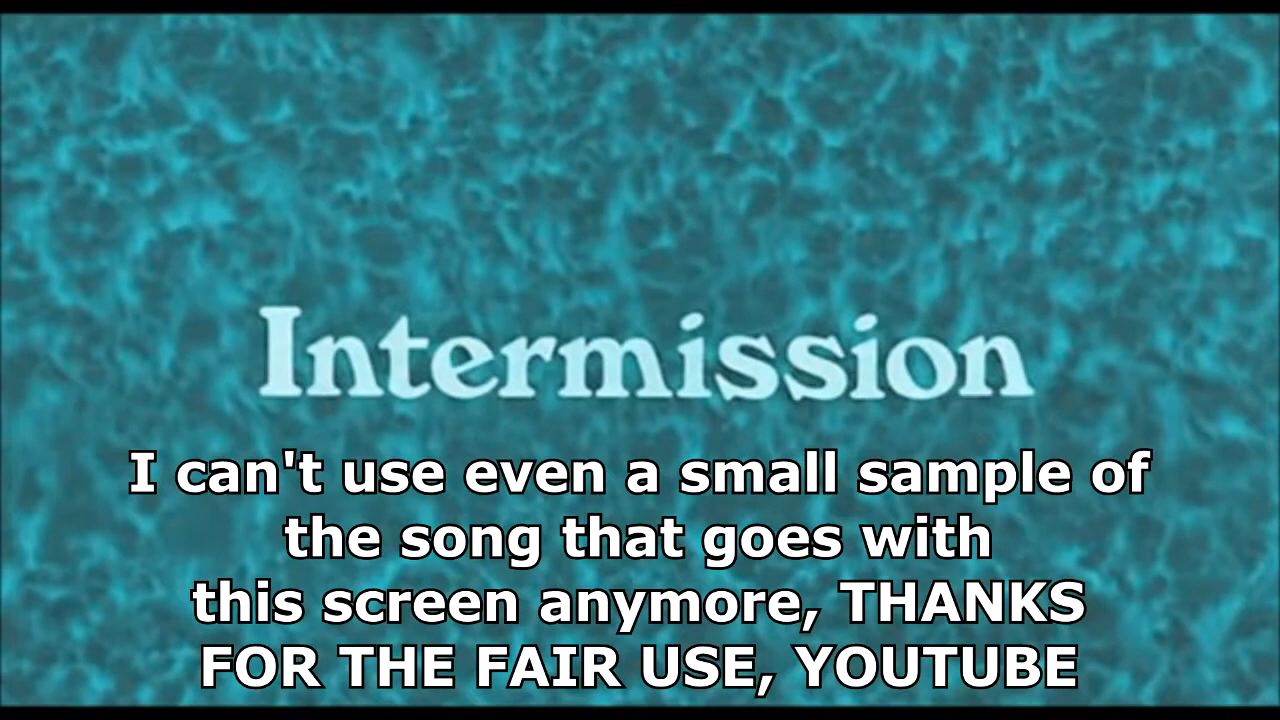 Intermission
I can't use even a small sample of
the song that goes with
this screen anymore, THANKS
FOR THE FAIR USE, YOUTUBE